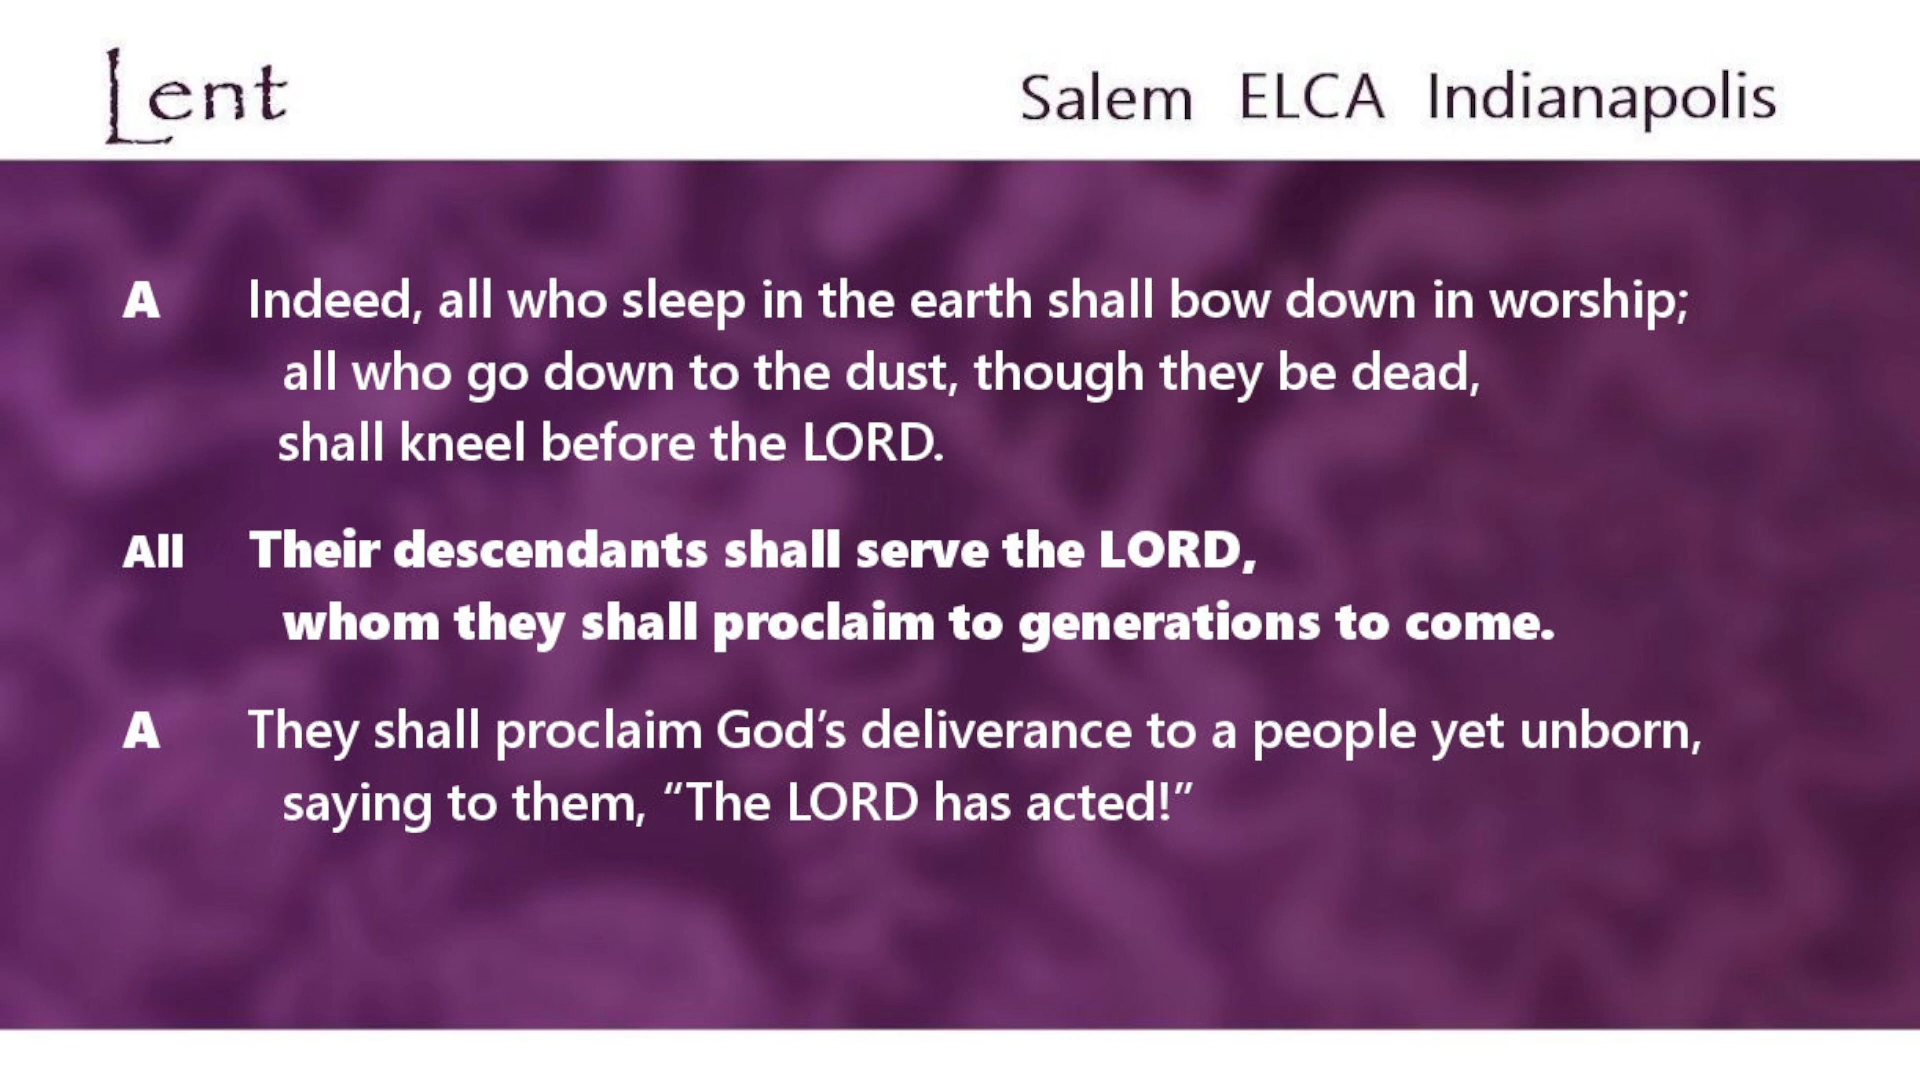 Lent
Salem ELCA Indianapolis
A Indeed, all who sleep in the earth shall bow down in worship;
all who go down to the dust, though they be dead,
shall kneel before the LORD.
All Their descendants shall serve the LORD,
whom they shall proclaim to generations to come.
A They shall proclaim God’s deliverance to a people yet unborn,
saying to them, “The LORD has acted!”